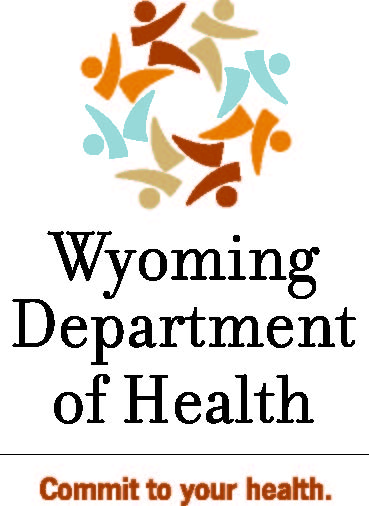 Wyoming
Department
of Health
Commit to your health.